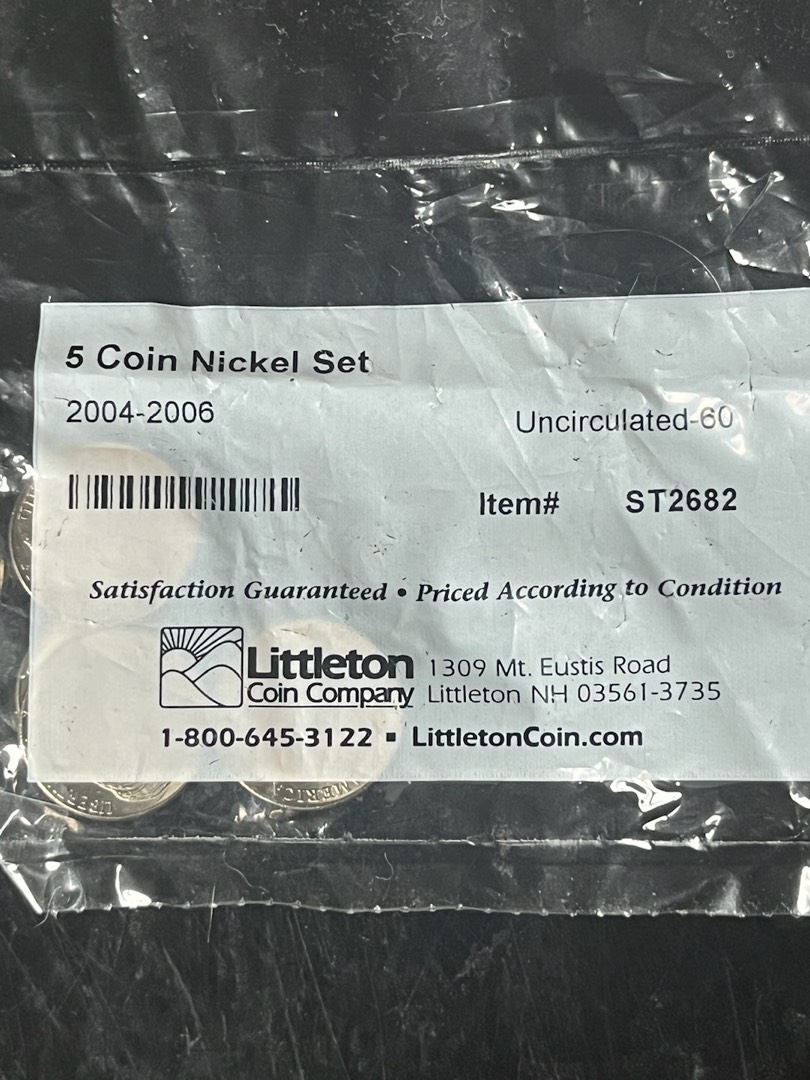 5 Coin Nickel Set
2004-2006
Uncirculated-60
Item# ST2682
Satisfaction Guaranteed • Priced According to Condition
Littleton
Coin Company
1309 Mt. Eustis Road
Littleton NH 03561-3735
1-800-645-3122 ▪ LittletonCoin.com